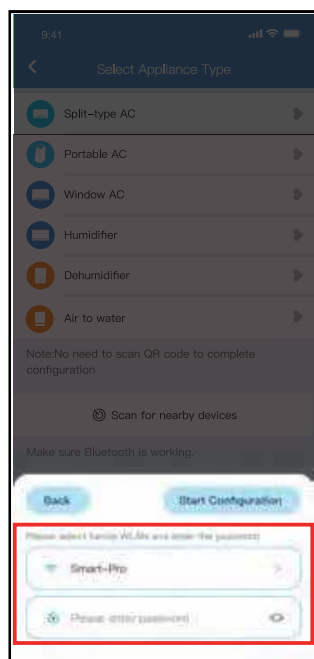 9:41
Select Appliance Type
Split-type AC
Portable AC
Window AC
Humidifier
Dehumidifier
Air to water
Note:No need to scan QR code to complete
configuration
Scan for nearby devices
Make sure Bluetooth is working.
Back
Start Configuration
Please select family WLAN and enter the password
Smart-Pro
Please enter password